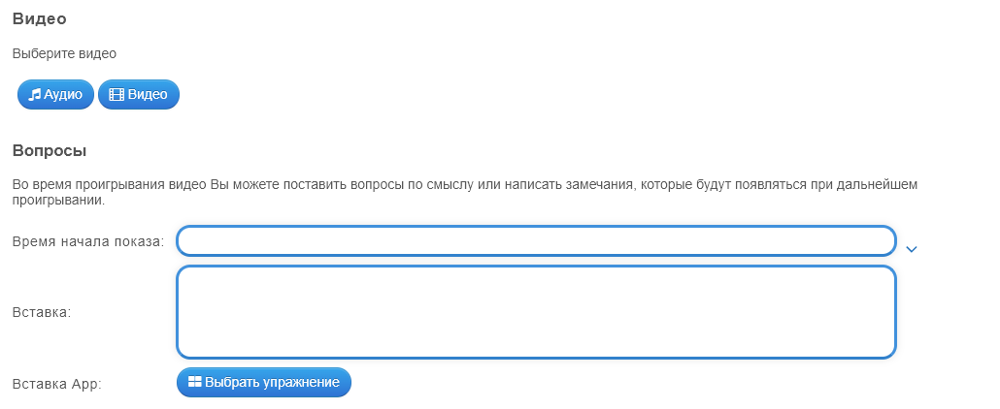 Видео
Выберите видео
Аудио Видео
Вопросы
Во время проигрывания видео Вы можете поставить вопросы по смыслу или написать замечания, которые будут появляться при дальнейшем
проигрывании.
Время начала показа:
Вставка:
Вставка App: Выбрать упражнение